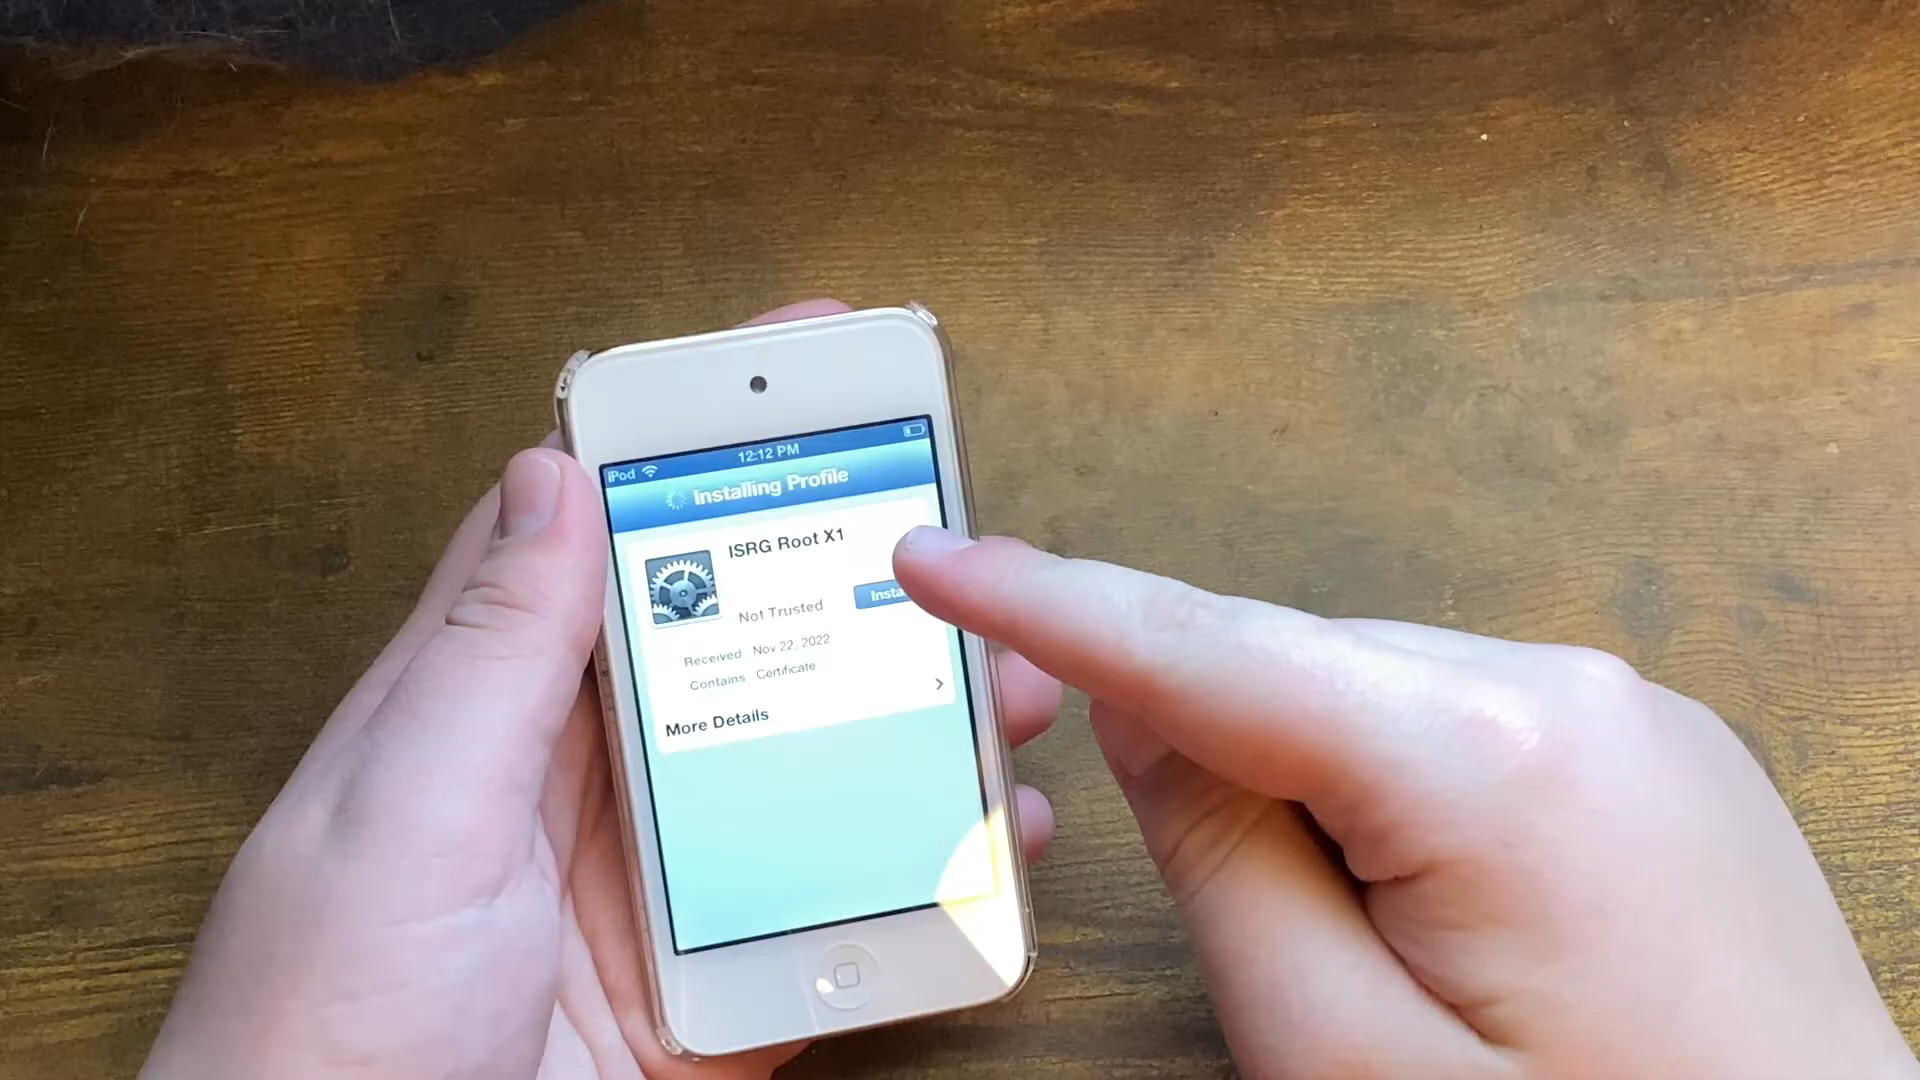 iPod 12:12 PM
Installing Profile
ISRG Root X1
Not Trusted
Received Nov 22, 2022
Contains Certificate
More Details